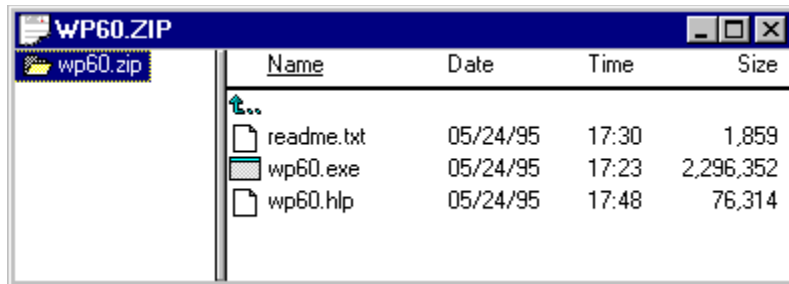 WP60.ZIP
wp60.zip
Name Date Time Size
..
readme.txt 05/24/95 17:30 1,859
wp60.exe 05/24/95 17:23 2,296,352
wp60.hlp 05/24/95 17:48 76,314